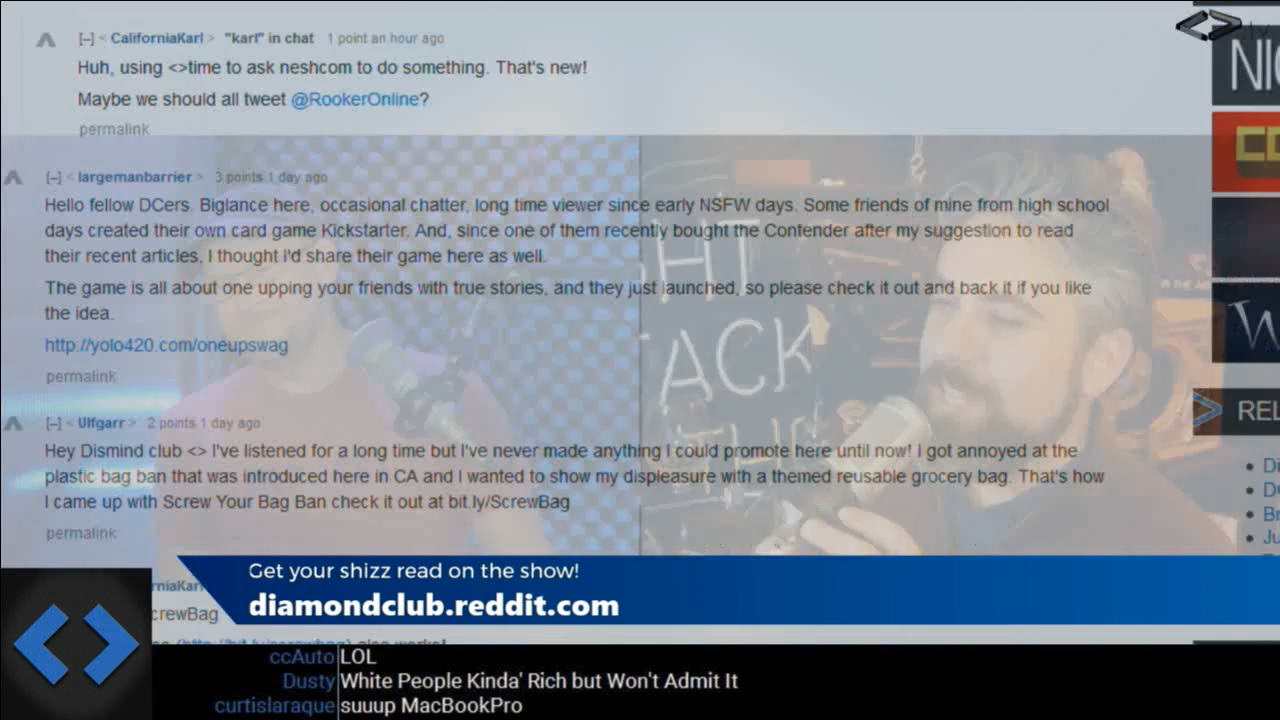 [–] < CaliforniaKarl > "karl" in chat 1 point an hour ago
Huh, using <>time to ask neshcom to do something. That's new!
Maybe we should all tweet @RookerOnline?
permalink
[–] < largemanbarrier > 3 points 1 day ago
Hello fellow DCers. Biglance here, occasional chatter, long time viewer since early NSFW days. Some friends of mine from high school
days created their own card game Kickstarter. And, since one of them recently bought the Contender after my suggestion to read
their recent articles, I thought I'd share their game here as well.
The game is all about one upping your friends with true stories, and they just launched, so please check it out and back it if you like
the idea.
http://yolo420.com/oneupswag
permalink
[–] < Ulfgarr > 2 points 1 day ago
Hey Dismind club <> I've listened for a long time but I've never made anything I could promote here until now! I got annoyed at the
plastic bag ban that was introduced here in CA and I wanted to show my displeasure with a themed reusable grocery bag. That's how
I came up with Screw Your Bag Ban check it out at bit.ly/ScrewBag
permalink
REL
Get your shizz read on the show!
diamondclub.reddit.com
crewBag
ccAuto LOL
Dusty White People Kinda' Rich but Won't Admit It
curtislaraque suuup MacBookPro